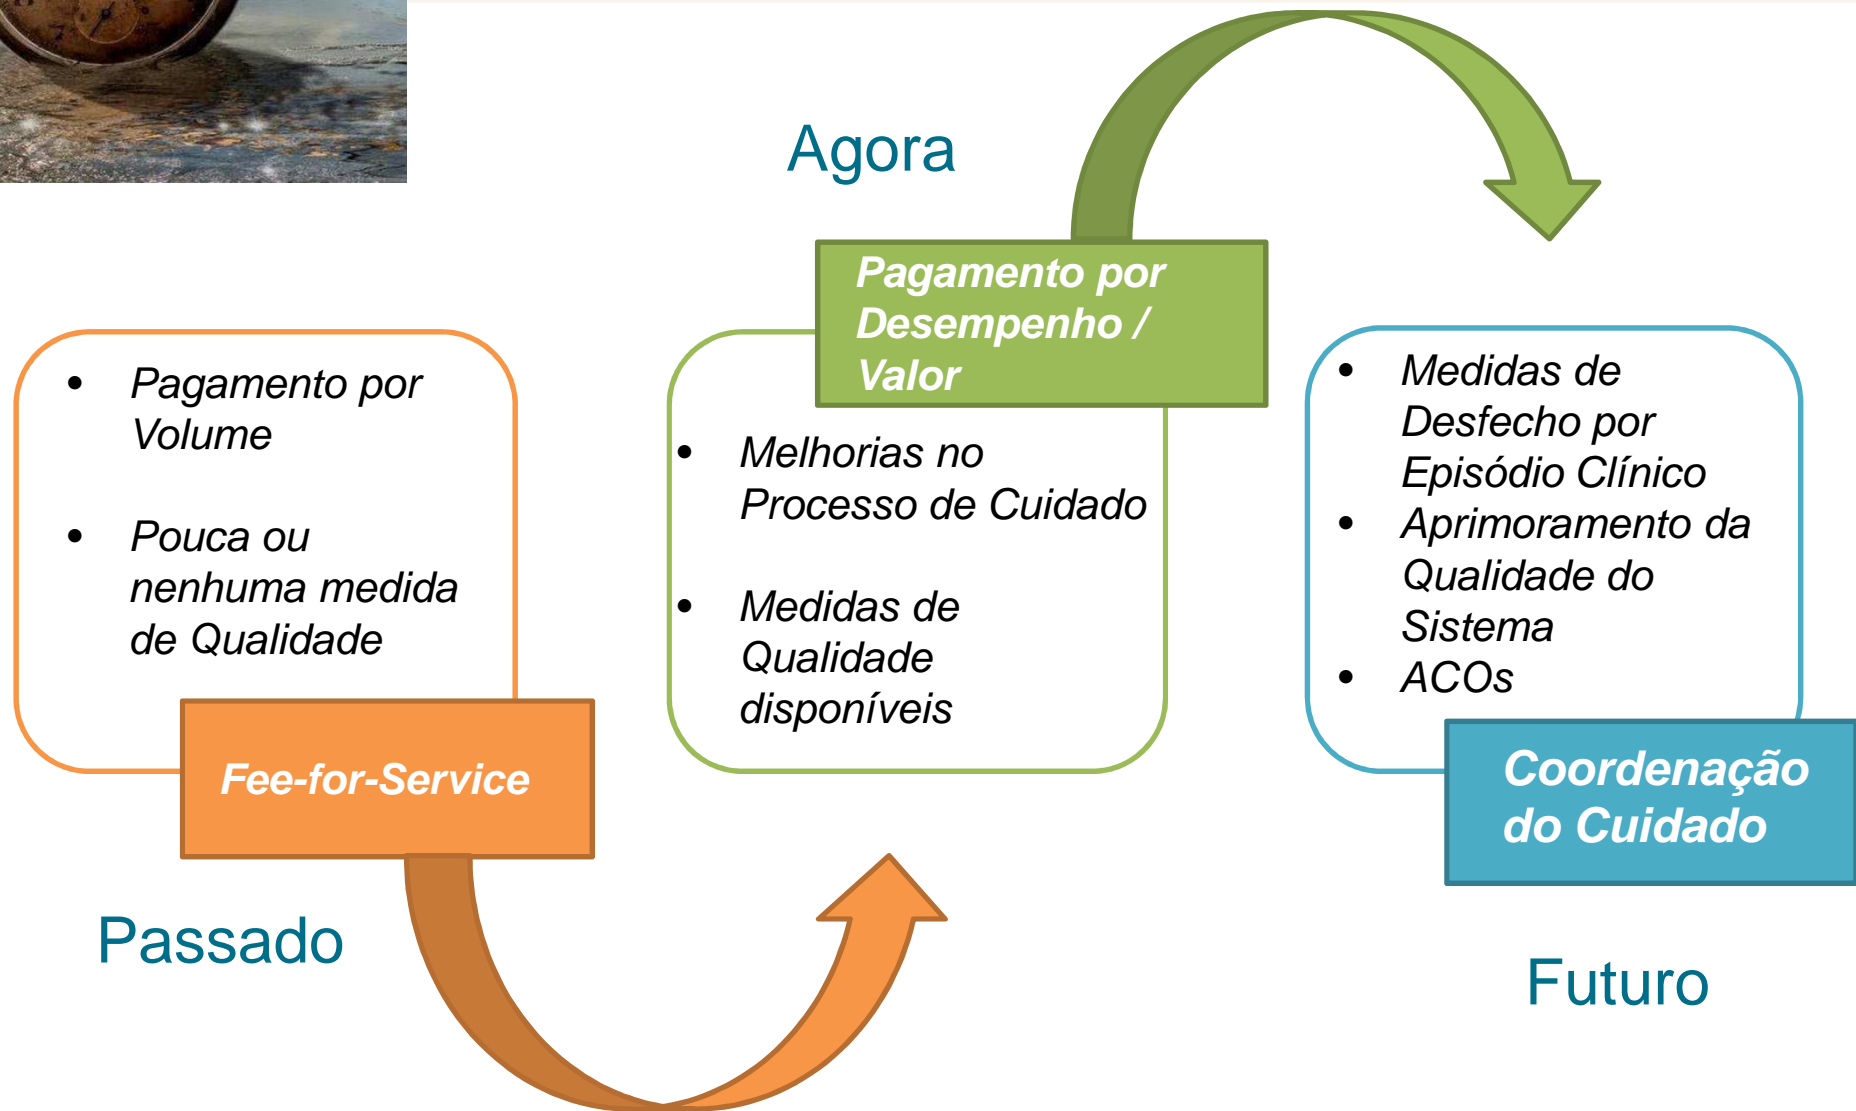 Agora
Pagamento por
Desempenho /
Valor
• Pagamento por
Volume
• Pouca ou
nenhuma medida
de Qualidade
Fee-for-Service
Passado
• Melhorias no
Processo de Cuidado
• Medidas de
Qualidade
disponíveis
• Medidas de
Desfecho por
Episódio Clínico
• Aprimoramento da
Qualidade do
Sistema
• ACOs
Coordenação
do Cuidado
Futuro